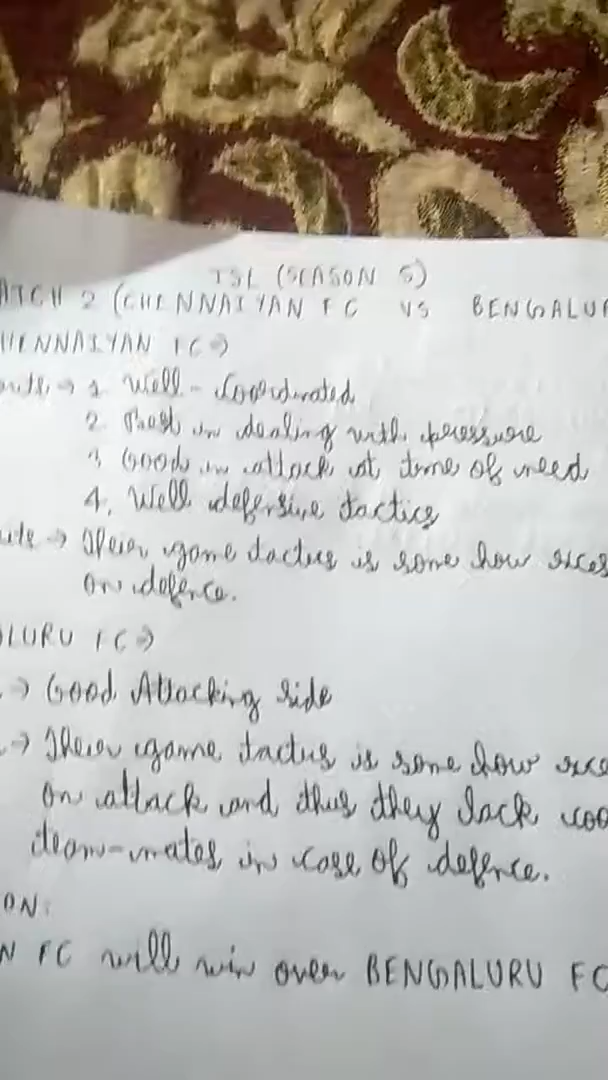 ISL (SEASON 5)
ATCH 2 (CHENNAIYAN FC VS BENGALUR
HENNAIYAN FC ⇒
→ 1. Well-Coordinated
2. Best in dealing with pressure
3 Good in attack at time of need
4. Well defensive tactics
→ Their game tactics is some how
on defence.
ALURU FC ⇒
→ Good Attacking side
→ Their game tactics is some how
on attack and thus they lack coo
team-mates in case of defence.
ON:
N FC will win over BENGALURU FC